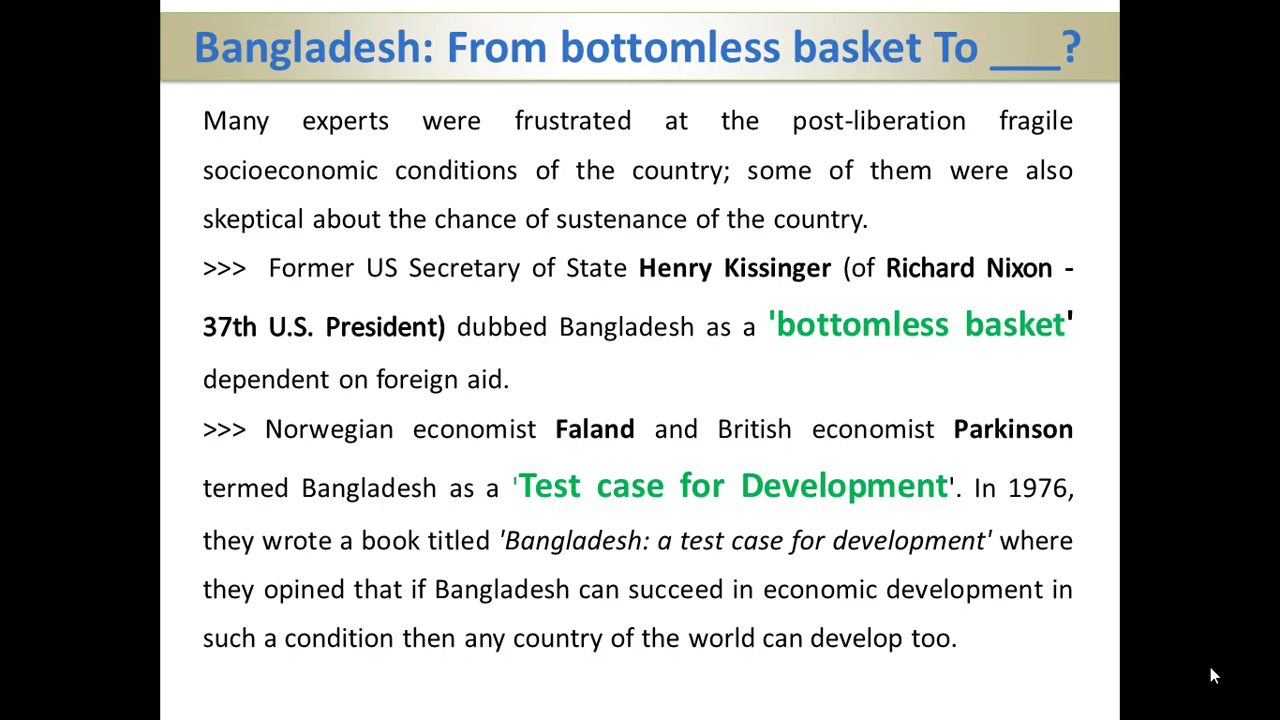 Bangladesh: From bottomless basket To ___?
Many experts were frustrated at the post-liberation fragile
socioeconomic conditions of the country; some of them were also
skeptical about the chance of sustenance of the country.
>>> Former US Secretary of State Henry Kissinger (of Richard Nixon -
37th U.S. President) dubbed Bangladesh as a 'bottomless basket'
dependent on foreign aid.
>>> Norwegian economist Faland and British economist Parkinson
termed Bangladesh as a 'Test case for Development'. In 1976,
they wrote a book titled 'Bangladesh: a test case for development' where
they opined that if Bangladesh can succeed in economic development in
such a condition then any country of the world can develop too.